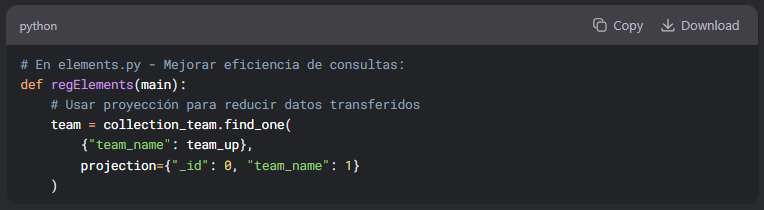 python
Copy
Download
# En elements.py - Mejorar eficiencia de consultas:
def regElements(main):
    # Usar proyección para reducir datos transferidos
    team = collection_team.find_one(
        {"team_name": team_up},
        projection={"_id": 0, "team_name": 1}
    )